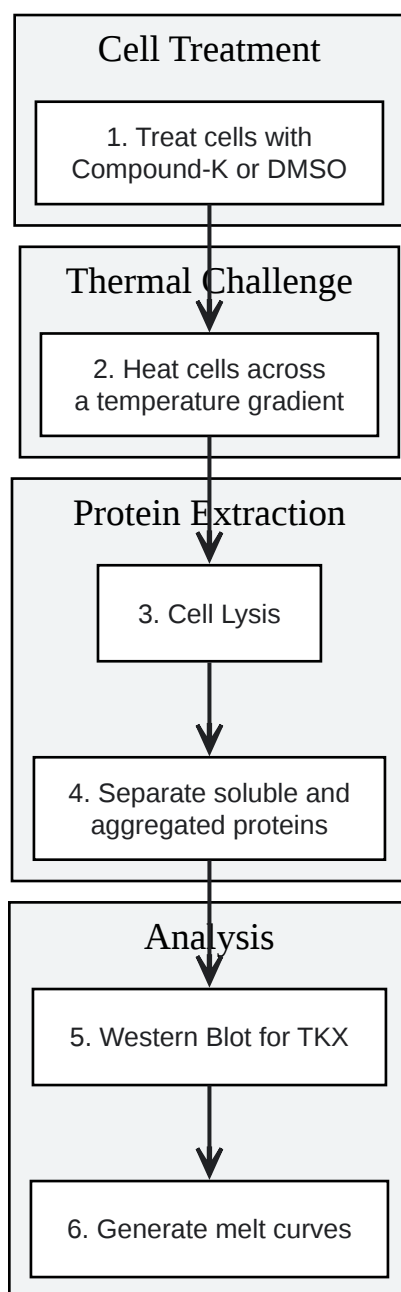 Cell Treatment
1. Treat cells with
Compound-K or DMSO
Thermal Challenge
2. Heat cells across
a temperature gradient
Protein Extraction
3. Cell Lysis
4. Separate soluble and
aggregated proteins
Analysis
5. Western Blot for TKX
6. Generate melt curves